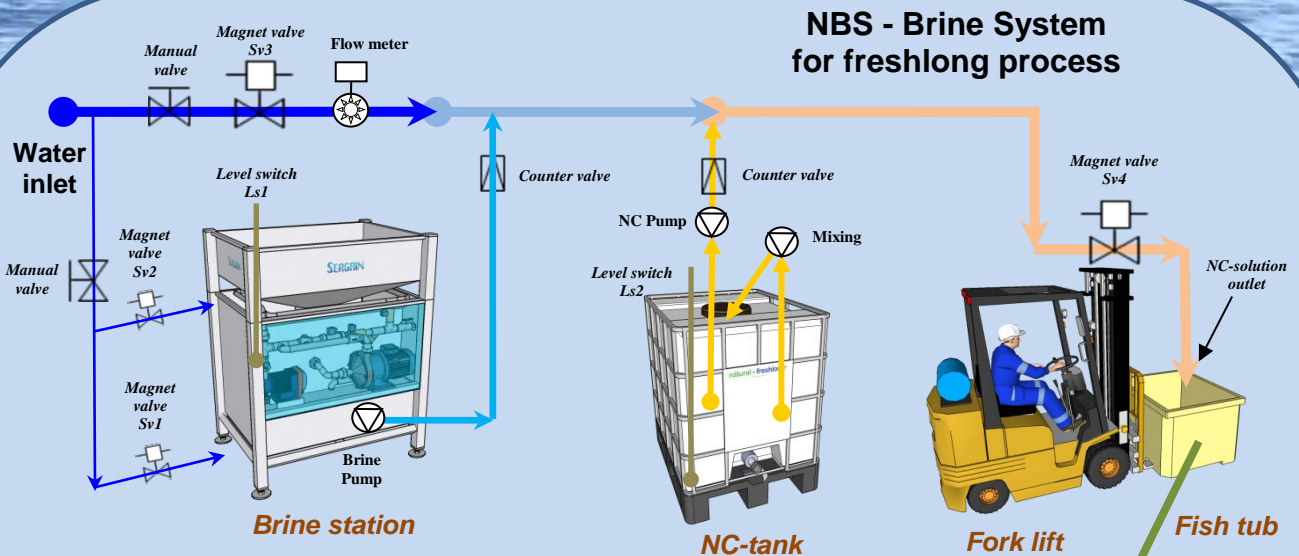 NBS - Brine System
for freshlong process
Magnet valve
Sv3
Manual
valve
Flow meter
Water
inlet
Level switch
Ls1
Counter valve
Counter valve
Magnet valve
Sv4
Magnet
valve
Sv2
Manual
valve
SEAGAIN
NC Pump
Mixing
Level switch
Ls2
NC-solution
outlet
natural - freshlong
Magnet
valve
Sv1
Brine
Pump
Brine station
NC-tank
Fork lift
Fish tub